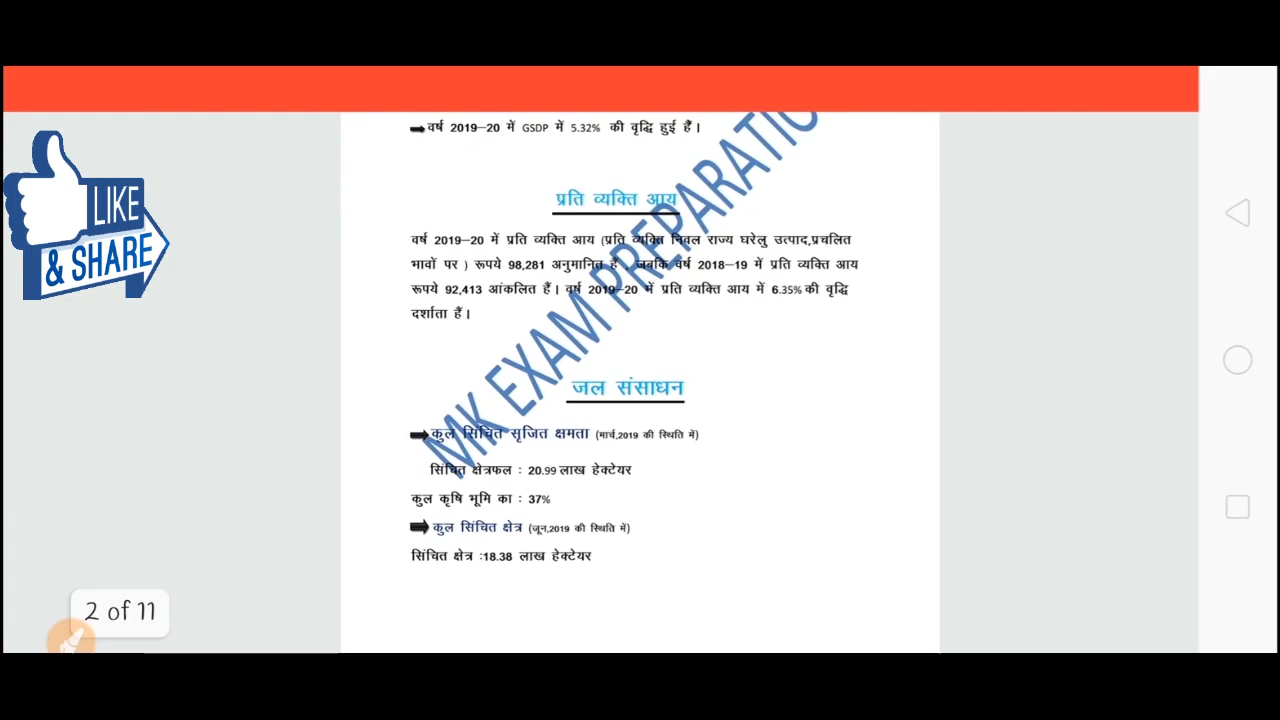 ➡वर्ष 2019–20 में GSDP में 5.32% की वृद्धि हुई हैं।
प्रति व्यक्ति आय
वर्ष 2019–20 में प्रति व्यक्ति आय (प्रति व्यक्ति निवल राज्य घरेलु उत्पाद,प्रचलित
भावों पर ) रूपये 98,281 अनुमानित हैं , जबकि वर्ष 2018–19 में प्रति व्यक्ति आय
रूपये 92,413 आंकलित हैं। वर्ष 2019–20 में प्रति व्यक्ति आय में 6.35% की वृद्धि
दर्शाता हैं।
जल संसाधन
➡कुल सिंचित सृजित क्षमता (मार्च,2019 की स्थिति में)
सिंचित क्षेत्रफल : 20.99 लाख हेक्टेयर
कुल कृषि भूमि का : 37%
➡ कुल सिंचित क्षेत्र (जून,2019 की स्थिति में)
सिंचित क्षेत्र :18.38 लाख हेक्टेयर
MK EXAM PREPARATIO
LIKE
& SHARE
2 of 11